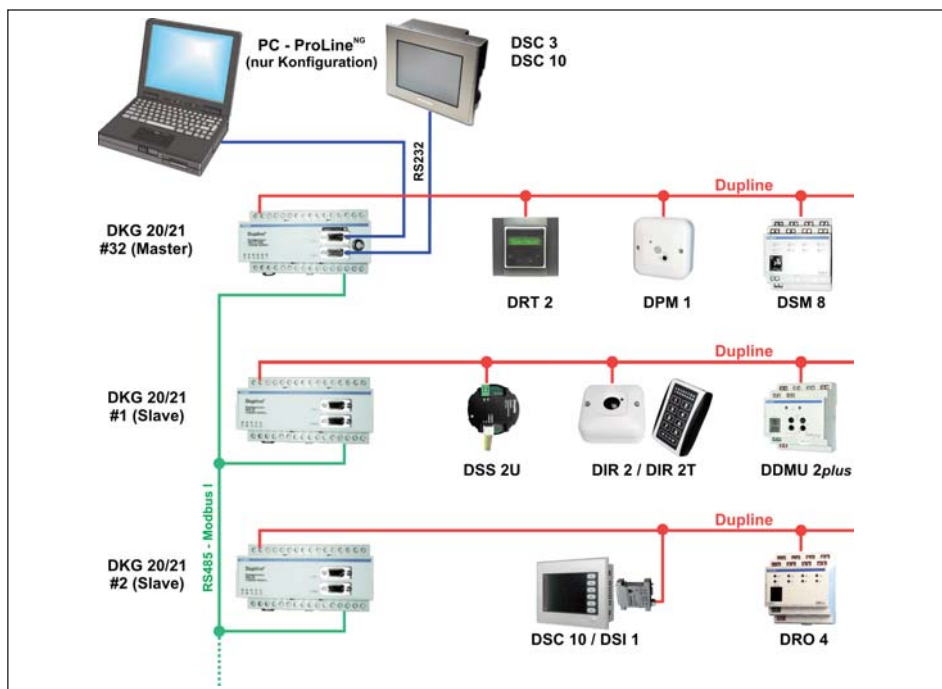 PC - ProLineNG
(nur Konfiguration)
DSC 3
DSC 10
RS232
Dupline
DKG 20/21
#32 (Master)
DRT 2
DPM 1
DSM 8
Dupline
DKG 20/21
#1 (Slave)
DSS 2U
DIR 2 / DIR 2T
DDMU 2plus
RS485 - Modbus I
Dupline
DKG 20/21
#2 (Slave)
DSC 10 / DSI 1
DRO 4